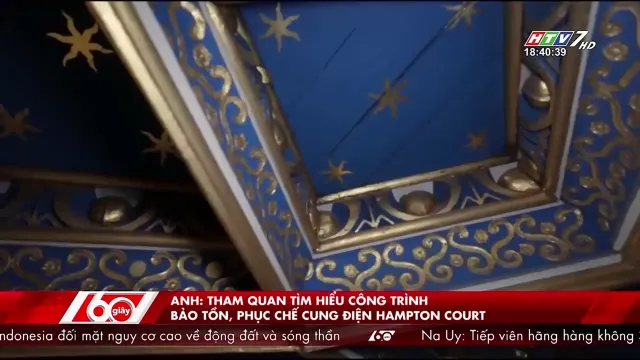 HTV7 HD
18:40:39
60 giây
ANH: THAM QUAN TÌM HIỂU CÔNG TRÌNH
BẢO TỒN, PHỤC CHẾ CUNG ĐIỆN HAMPTON COURT
Indonesia đối mặt nguy cơ cao về động đất và sóng thần 60 Na Uy: Tiếp viên hãng hàng không